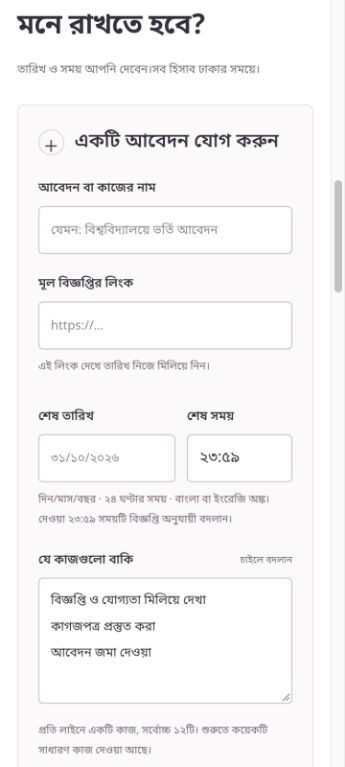 মনে রাখতে হবে?
তারিখ ও সময় আপনি দেবেন।সব হিসাব ঢাকার সময়ে।
+ একটি আবেদন যোগ করুন
আবেদন বা কাজের নাম
যেমন: বিশ্ববিদ্যালয়ে ভর্তি আবেদন
মূল বিজ্ঞপ্তির লিংক
https://...
এই লিংক দেখে তারিখ নিজে মিলিয়ে নিন।
শেষ তারিখ শেষ সময়
৩১/১০/২০২৬ ২৩:৫৯
দিন/মাস/বছর · ২৪ ঘণ্টার সময় · বাংলা বা ইংরেজি অঙ্ক।
দেওয়া ২৩:৫৯ সময়টি বিজ্ঞপ্তি অনুযায়ী বদলান।
যে কাজগুলো বাকি চাইলে বদলান
বিজ্ঞপ্তি ও যোগ্যতা মিলিয়ে দেখা
কাগজপত্র প্রস্তুত করা
আবেদন জমা দেওয়া
প্রতি লাইনে একটি কাজ, সর্বোচ্চ ১২টি। শুরুতে কয়েকটি
সাধারণ কাজ দেওয়া আছে।